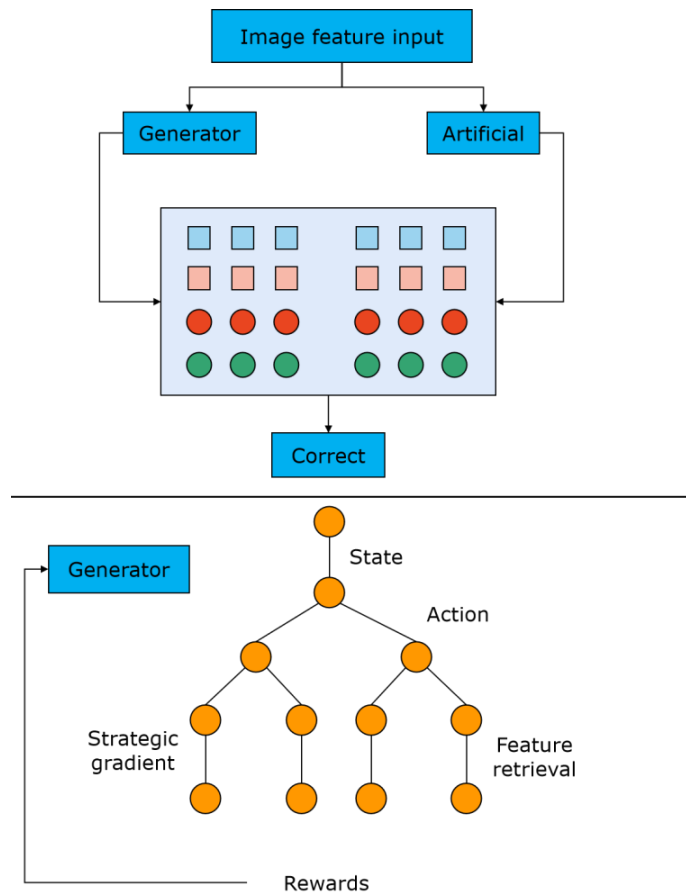 Image feature input
Generator
Artificial
Correct
State
Generator
Action
Strategic
gradient
Feature
retrieval
Rewards